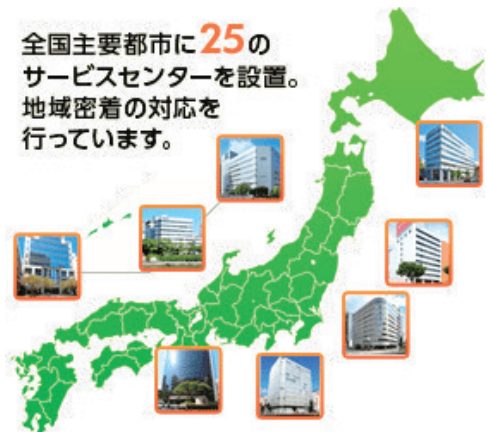 全国主要都市に25の
サービスセンターを設置。
地域密着の対応を
行っています。